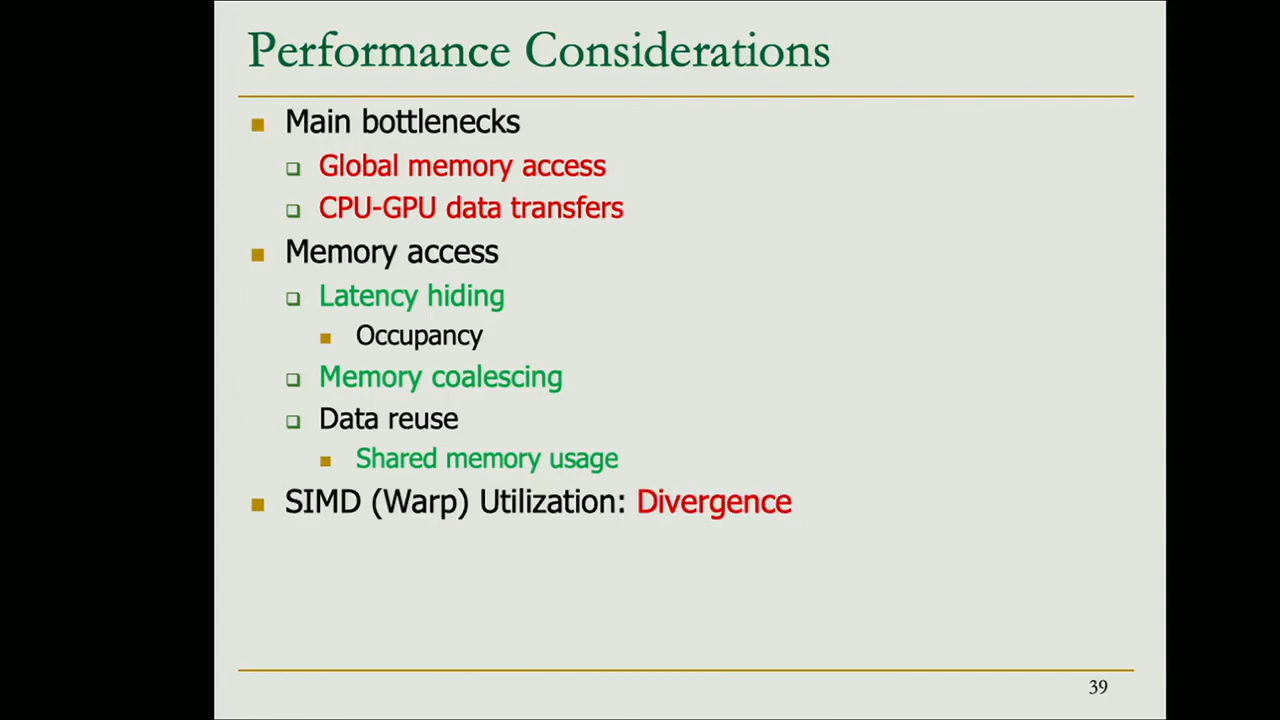 Performance Considerations
Main bottlenecks
Global memory access
CPU-GPU data transfers
Memory access
Latency hiding
Occupancy
Memory coalescing
Data reuse
Shared memory usage
SIMD (Warp) Utilization: Divergence
39